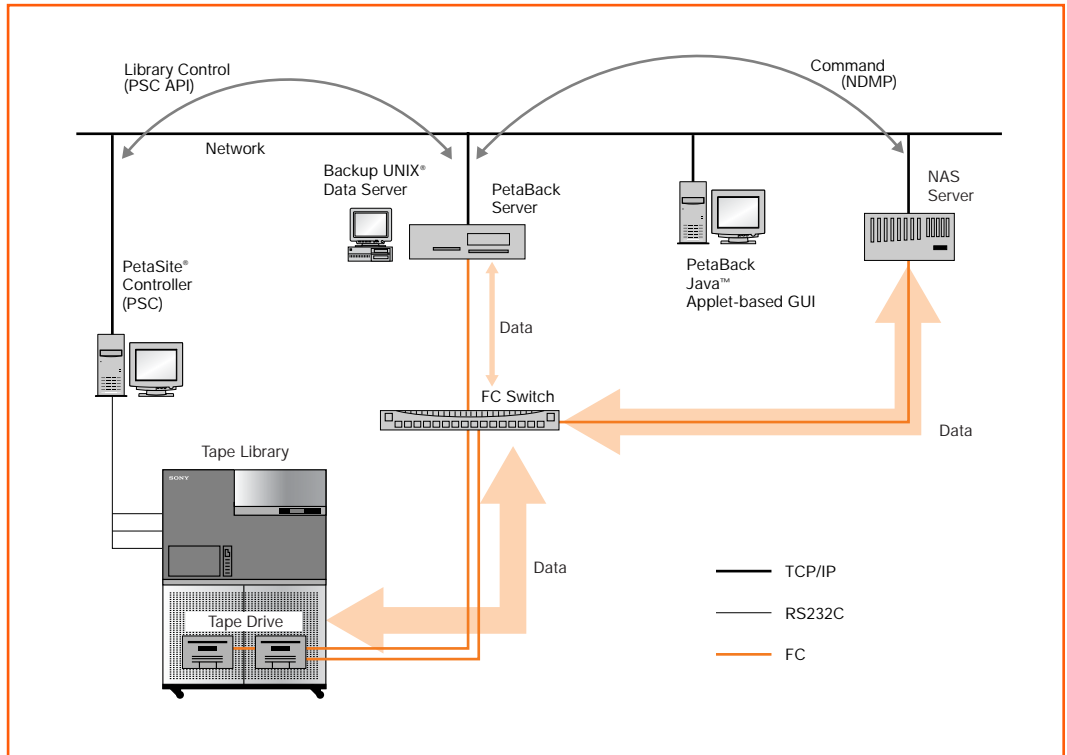 Library Control
(PSC API)
Command
(NDMP)
Network
Backup UNIX®
Data Server
PetaBack
Server
NAS
Server
PetaSite®
Controller
(PSC)
PetaBack
Java™
Applet-based GUI
Data
FC Switch
Data
Tape Library
SONY
Data
Tape Drive
TCP/IP
RS232C
FC